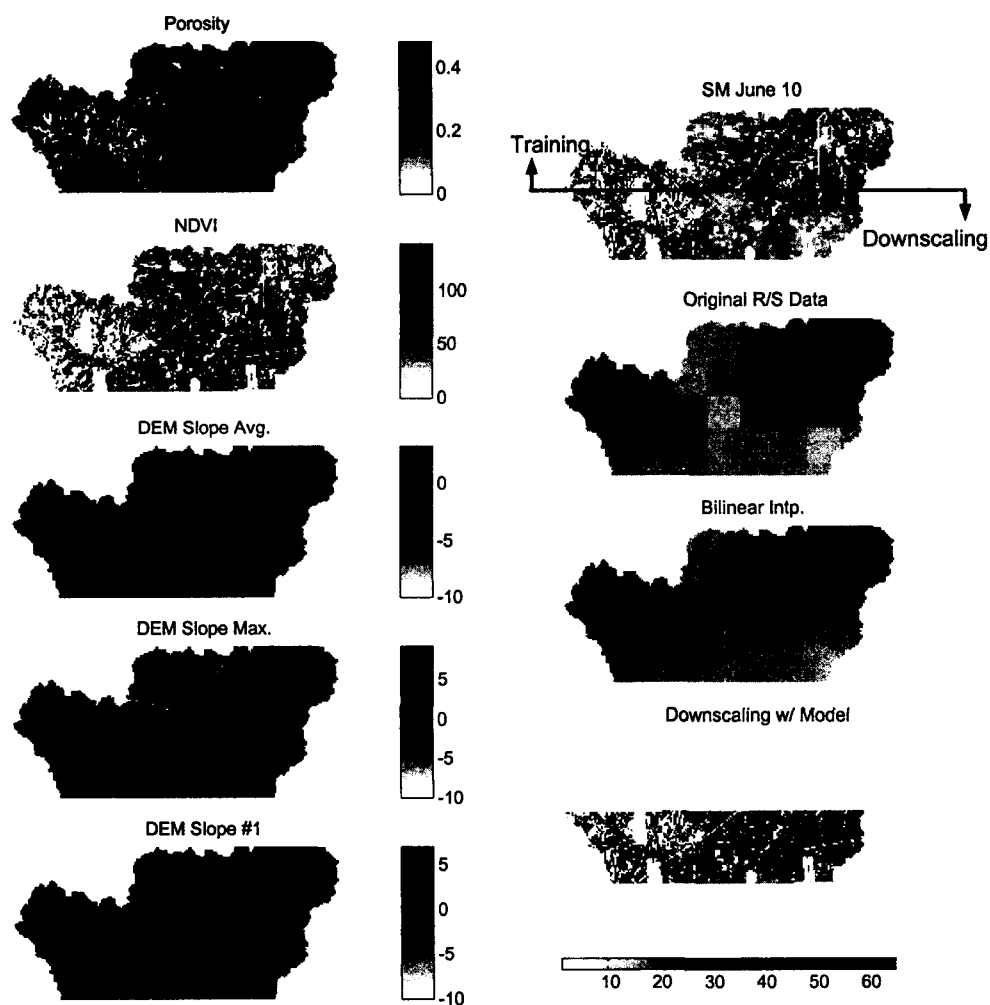 Porosity
0.4
0.2
0
NDVI
100
50
0
DEM Slope Avg.
0
-5
-10
DEM Slope Max.
5
0
-5
-10
DEM Slope #1
5
0
-5
-10
SM June 10
Training
Downscaling
Original R/S Data
Bilinear Intp.
Downscaling w/ Model
10 20 30 40 50 60